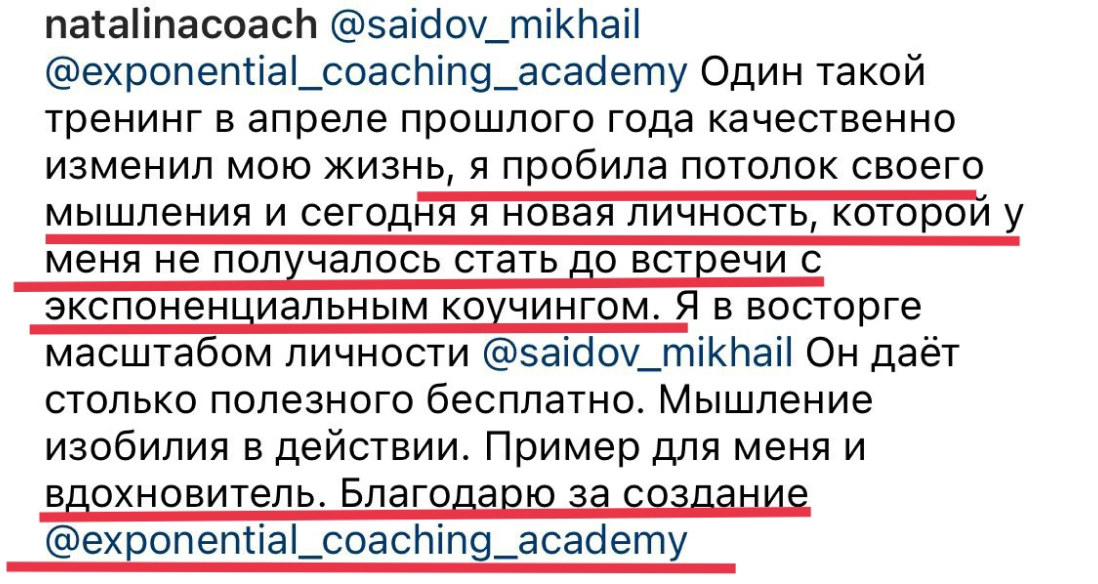 natalinacoach @saidov_mikhail
@exponential_coaching_academy Один такой
тренинг в апреле прошлого года качественно
изменил мою жизнь, я пробила потолок своего
мышления и сегодня я новая личность, которой у
меня не получалось стать до встречи с
экспоненциальным коучингом. Я в восторге
масштабом личности @saidov_mikhail Он даёт
столько полезного бесплатно. Мышление
изобилия в действии. Пример для меня и
вдохновитель. Благодарю за создание
@exponential_coaching_academy